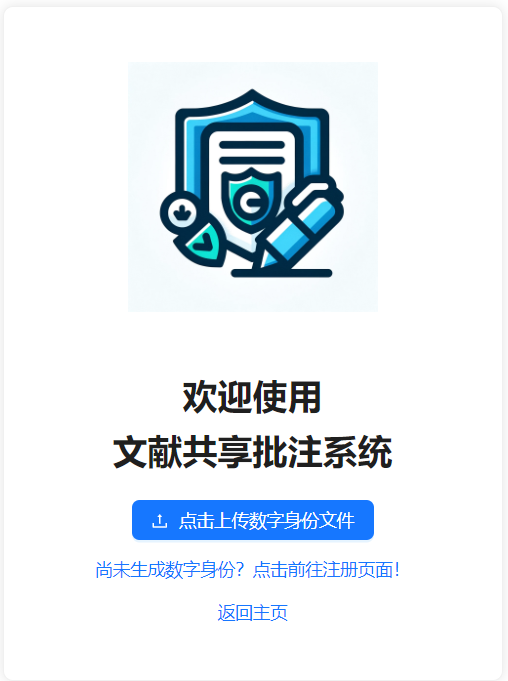 欢迎使用
文献共享批注系统
点击上传数字身份文件
尚未生成数字身份？点击前往注册页面！
返回主页